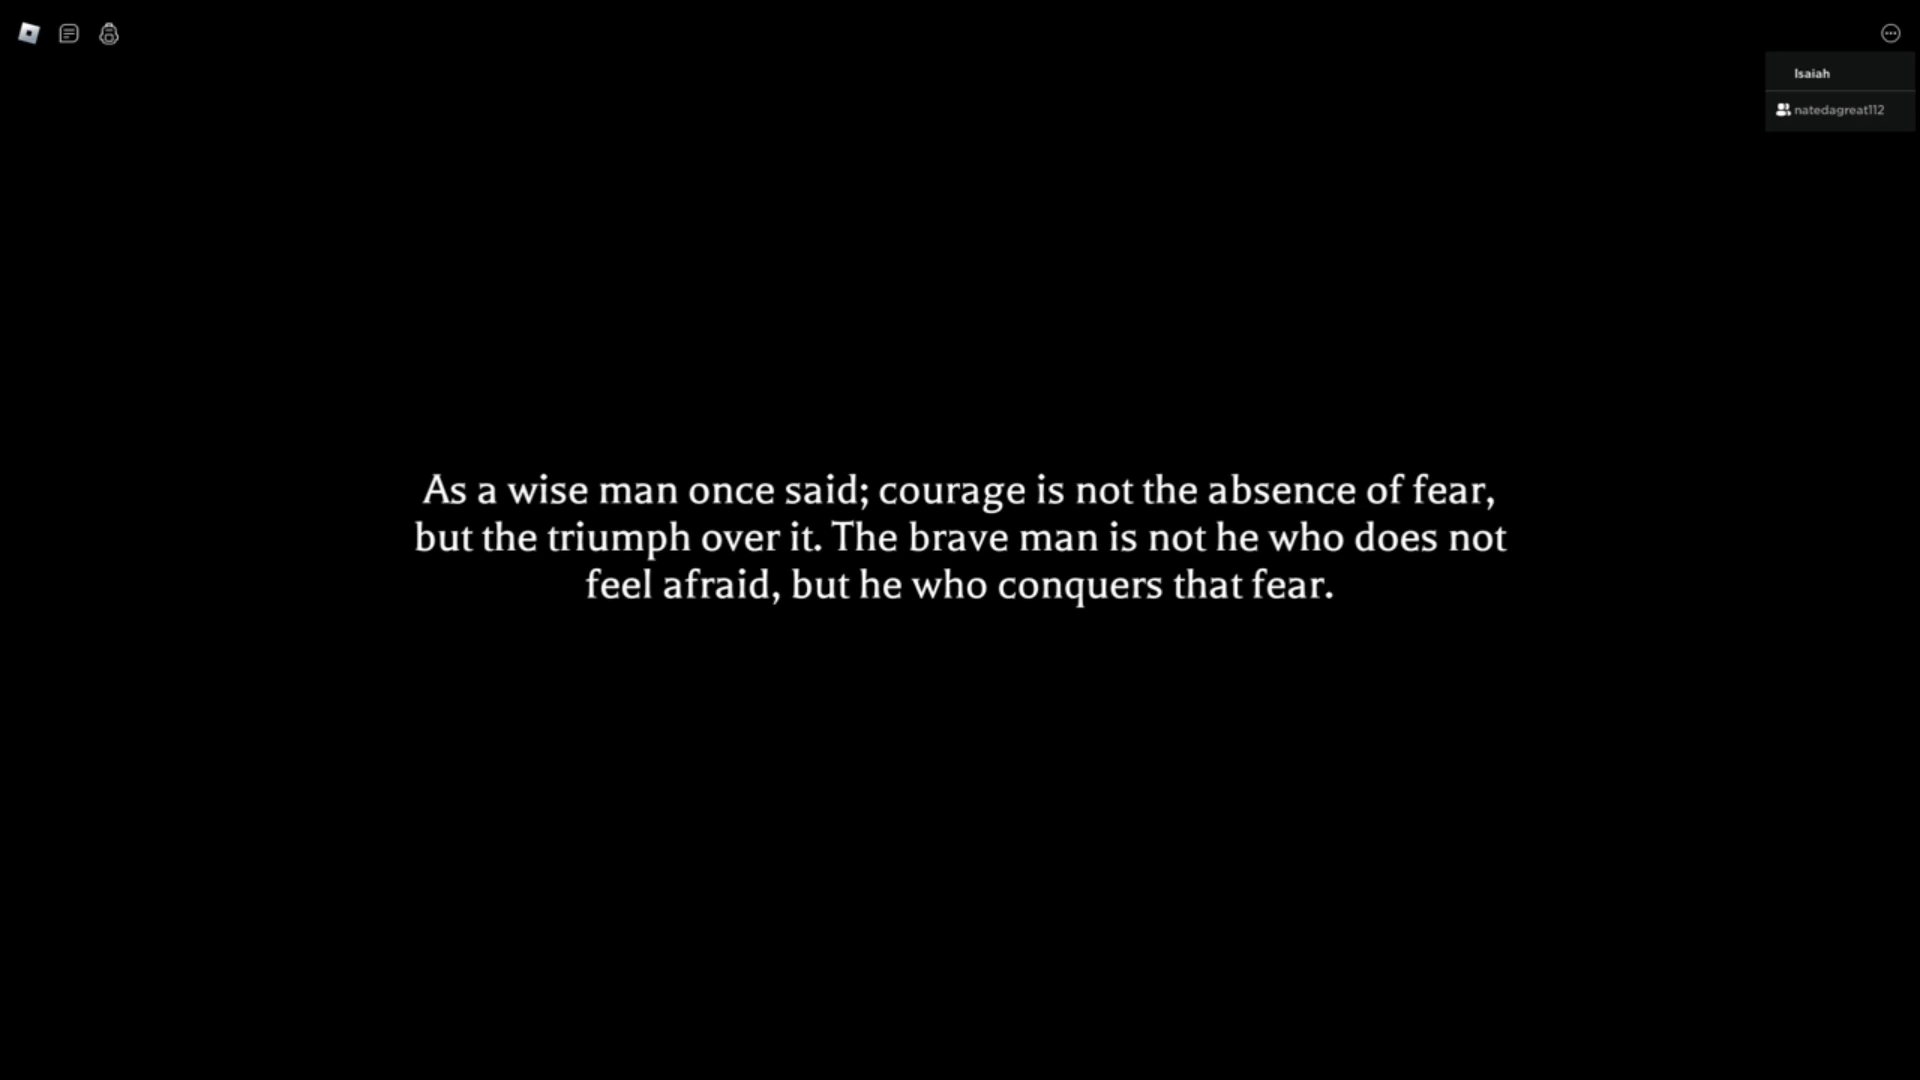 Isaiah
natedagreat112
As a wise man once said; courage is not the absence of fear,
but the triumph over it. The brave man is not he who does not
feel afraid, but he who conquers that fear.